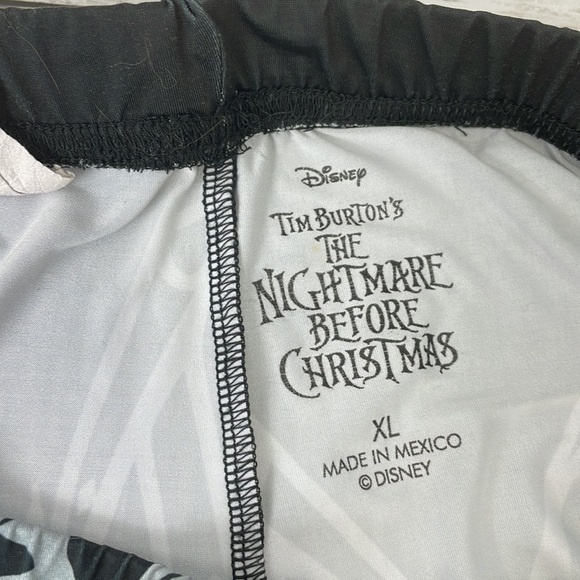 Disney
TIM BURTON'S
THE
NIGHTMARE
BEFORE
CHRISTMAS
XL
MADE IN MEXICO
© DISNEY